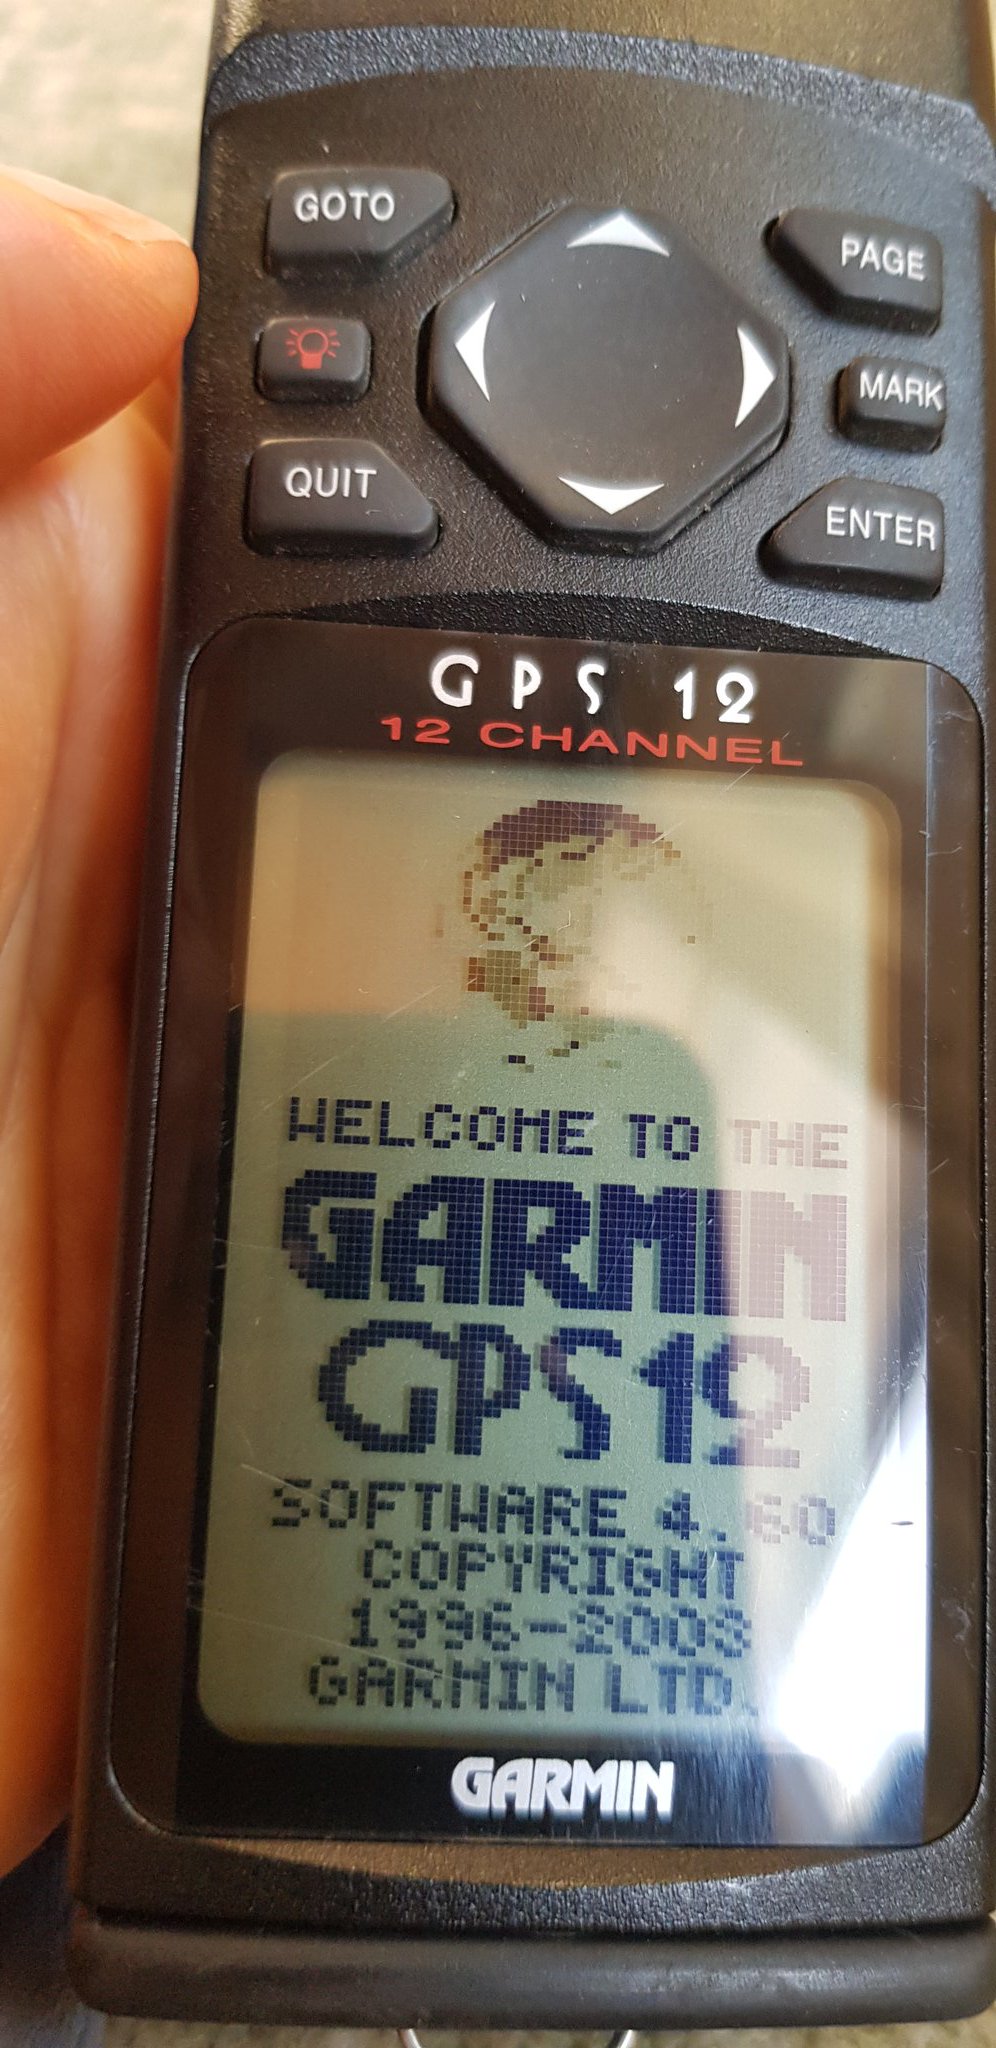 GOTO
PAGE
MARK
QUIT
ENTER
GPS 12
12 CHANNEL
WELCOME TO THE
GARMIN
GPS12
SOFTWARE 4.60
COPYRIGHT
1996-2003
GARMIN LTD.
GARMIN